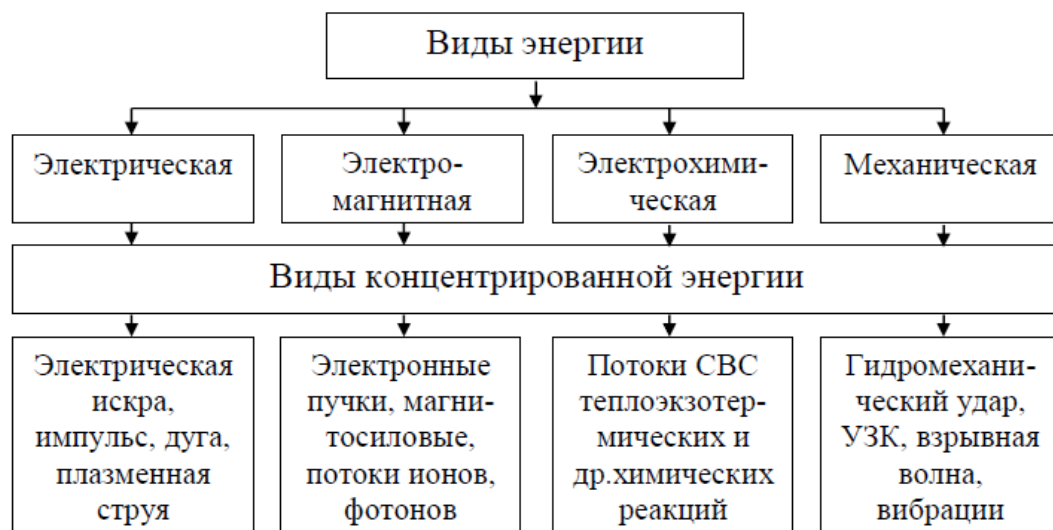 Виды энергии
Электрическая
Электро-
магнитная
Электрохими-
ческая
Механическая
Виды концентрированной энергии
Электрическая
искра,
импульс, дуга,
плазменная
струя
Электронные
пучки, магни-
тосиловые,
потоки ионов,
фотонов
Потоки СВС
теплоэкзотер-
мических и
др.химических
реакций
Гидромехани-
ческий удар,
УЗК, взрывная
волна,
вибрации